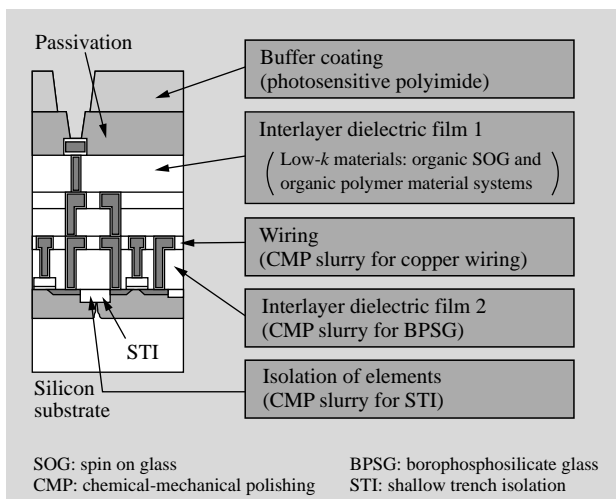 Passivation
Buffer coating
(photosensitive polyimide)
Interlayer dielectric film 1
(Low-k materials: organic SOG and
organic polymer material systems)
Wiring
(CMP slurry for copper wiring)
Interlayer dielectric film 2
(CMP slurry for BPSG)
STI
Isolation of elements
(CMP slurry for STI)
Silicon
substrate
SOG: spin on glass
BPSG: borophosphosilicate glass
CMP: chemical-mechanical polishing
STI: shallow trench isolation